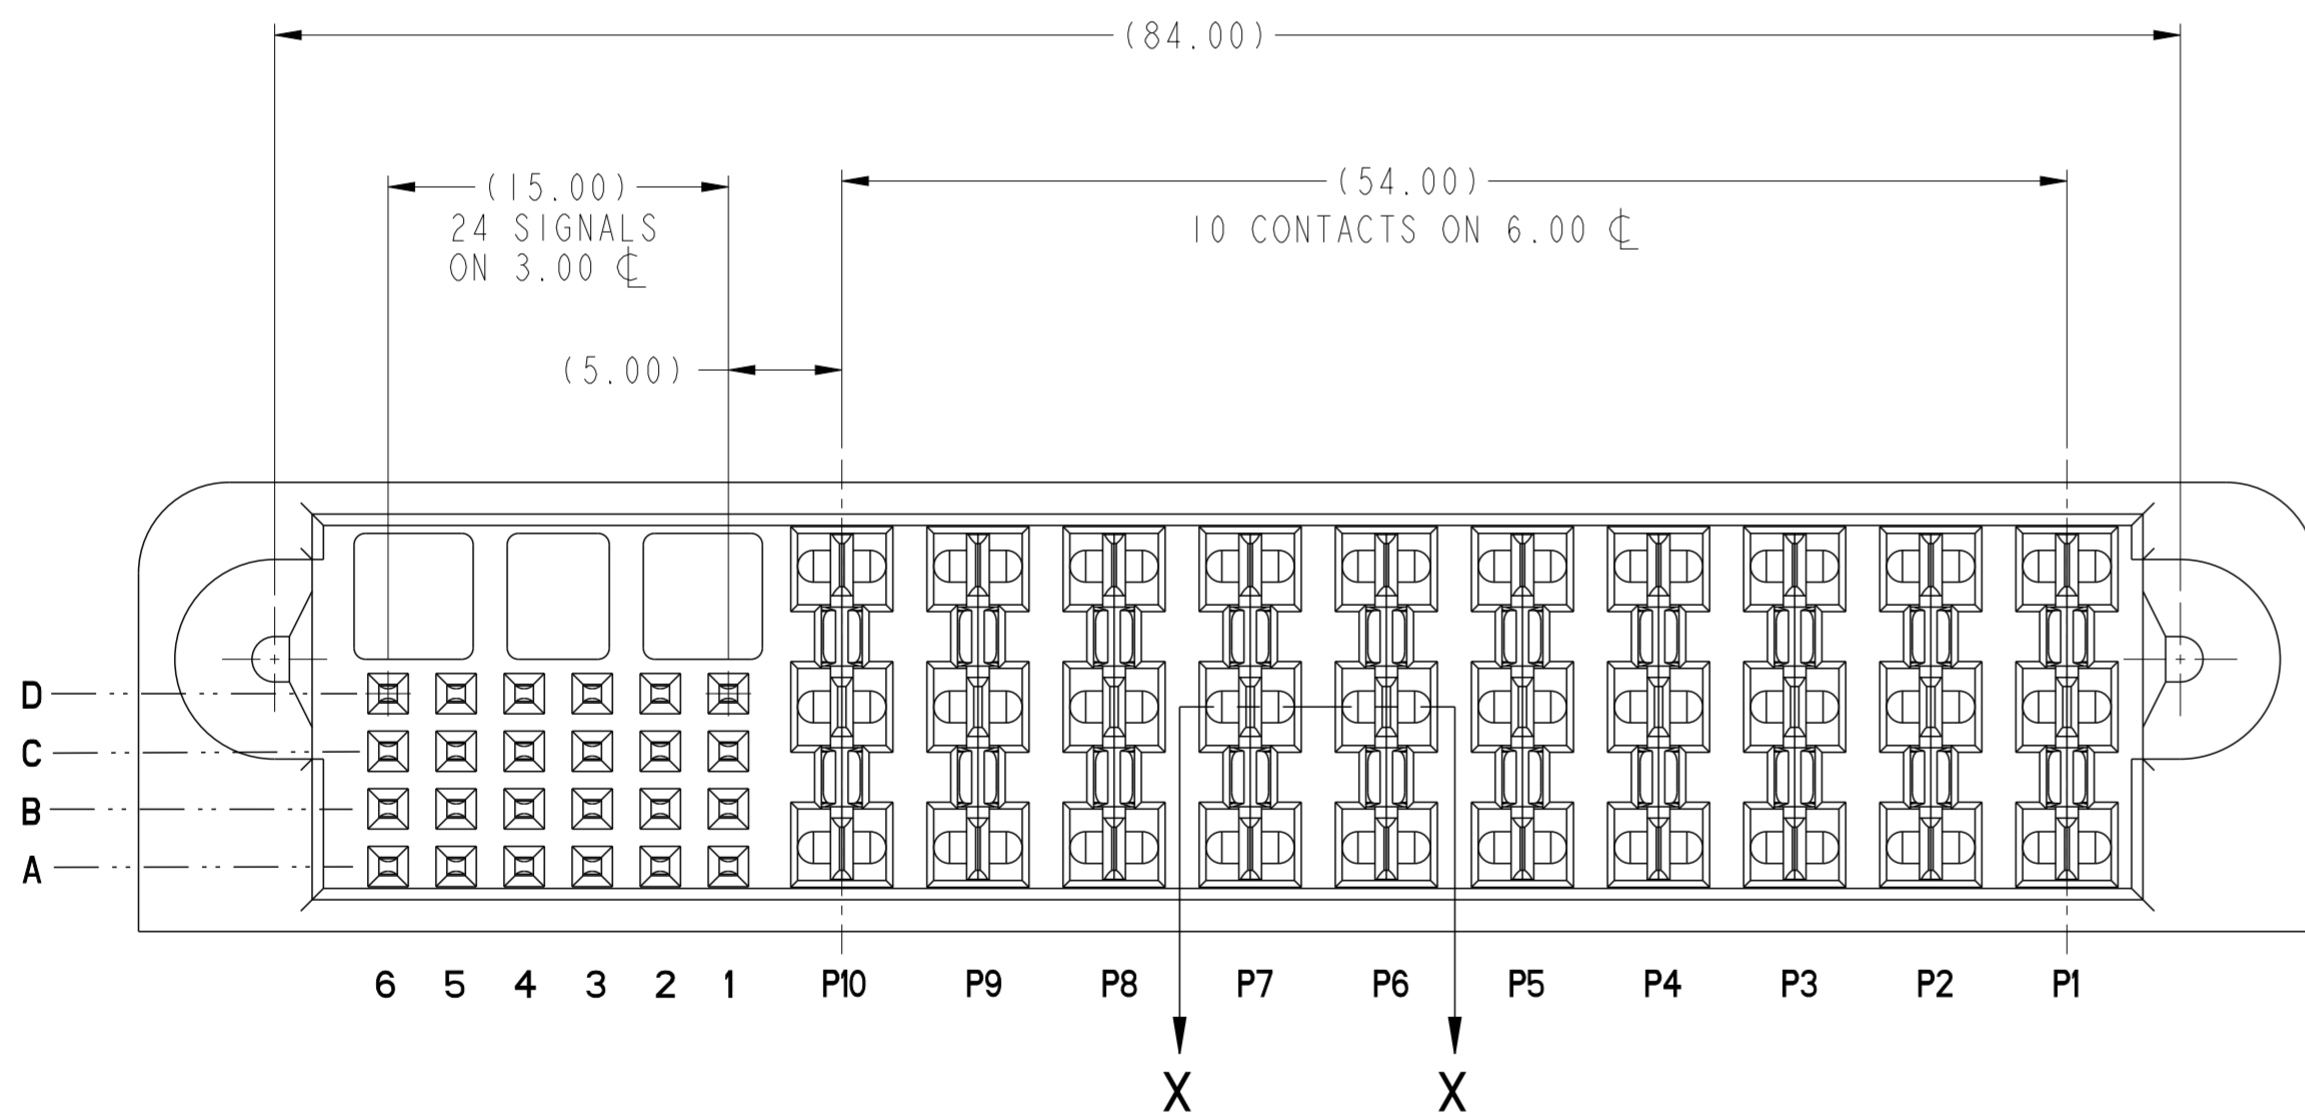 (84.00)
(15.00)
24 SIGNALS
ON 3.00 ℄
(54.00)
10 CONTACTS ON 6.00 ℄
(5.00)
D
C
B
A
6 5 4 3 2 1 P10 P9 P8 P7 P6 P5 P4 P3 P2 P1
X X